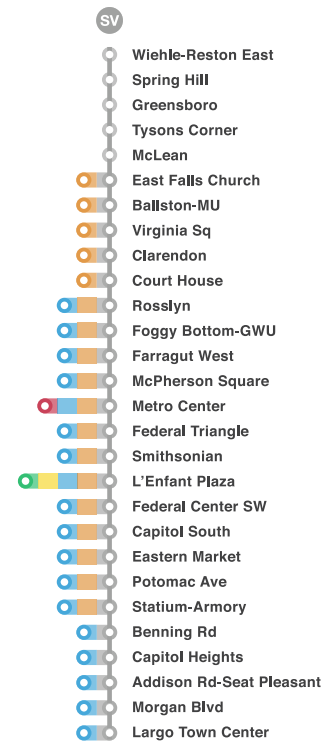 SV
Wiehle-Reston East
Spring Hill
Greensboro
Tysons Corner
McLean
East Falls Church
Ballston-MU
Virginia Sq
Clarendon
Court House
Rosslyn
Foggy Bottom-GWU
Farragut West
McPherson Square
Metro Center
Federal Triangle
Smithsonian
L'Enfant Plaza
Federal Center SW
Capitol South
Eastern Market
Potomac Ave
Statium-Armory
Benning Rd
Capitol Heights
Addison Rd-Seat Pleasant
Morgan Blvd
Largo Town Center